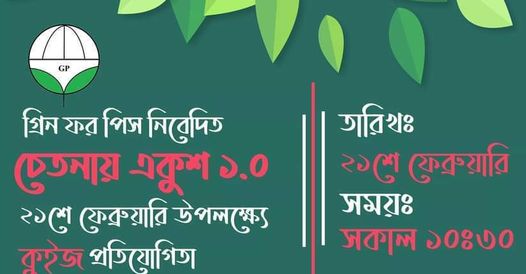 GP
গ্রিন ফর পিস নিবেদিত
চেতনায় একুশ ১.০
২১শে ফেব্রুয়ারি উপলক্ষ্যে
কুইজ প্রতিযোগিতা
তারিখঃ
২১শে ফেব্রুয়ারি
সময়ঃ
সকাল ১০ঃ৩০